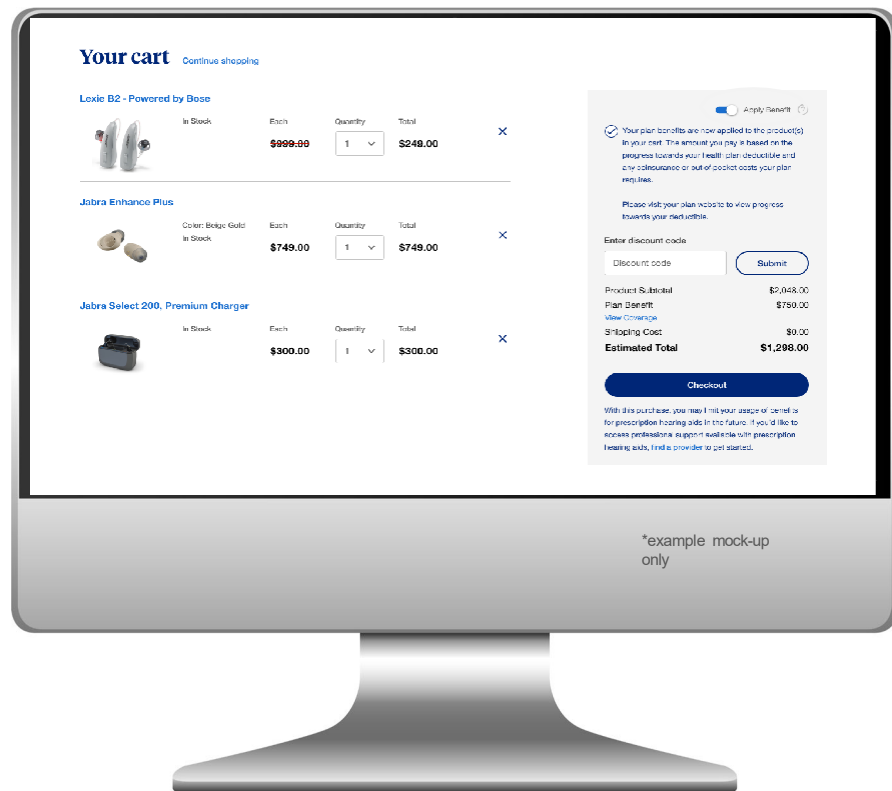 Your cart Continue shopping
Lexie B2 - Powered by Bose
In Stock
Each
Quantity
Total
$999.00
1
$249.00
Jabra Enhance Plus
Color: Beige Gold
In Stock
Each
Quantity
Total
$749.00
1
$749.00
Jabra Select 200, Premium Charger
In Stock
Each
Quantity
Total
$300.00
1
$300.00
Apply Benefit
Your plan benefits are now applied to the product(s)
in your cart. The amount you pay is based on the
progress towards your health plan deductible and
any coinsurance or out of pocket costs your plan
requires.
Please visit your plan website to view progress
towards your deductible.
Enter discount code
Discount code
Submit
Product Subtotal $2,048.00
Plan Benefit $750.00
View Coverage
Shipping Cost $0.00
Estimated Total $1,298.00
Checkout
With this purchase, you may limit your usage of benefits
for prescription hearing aids in the future. If you'd like to
access professional support available with prescription
hearing aids, find a provider to get started.
*example mock-up
only